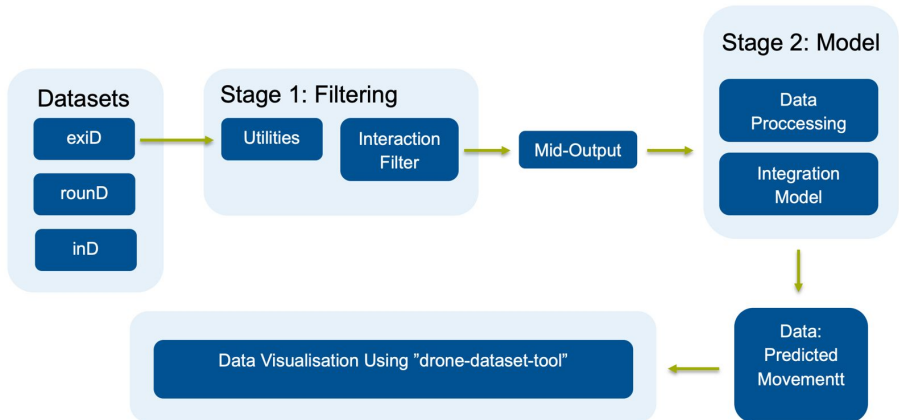 Datasets
exiD
rounD
inD
Stage 1: Filtering
Utilities
Interaction
Filter
Mid-Output
Stage 2: Model
Data
Proccessing
Integration
Model
Data:
Predicted
Movementt
Data Visualisation Using ”drone-dataset-tool”